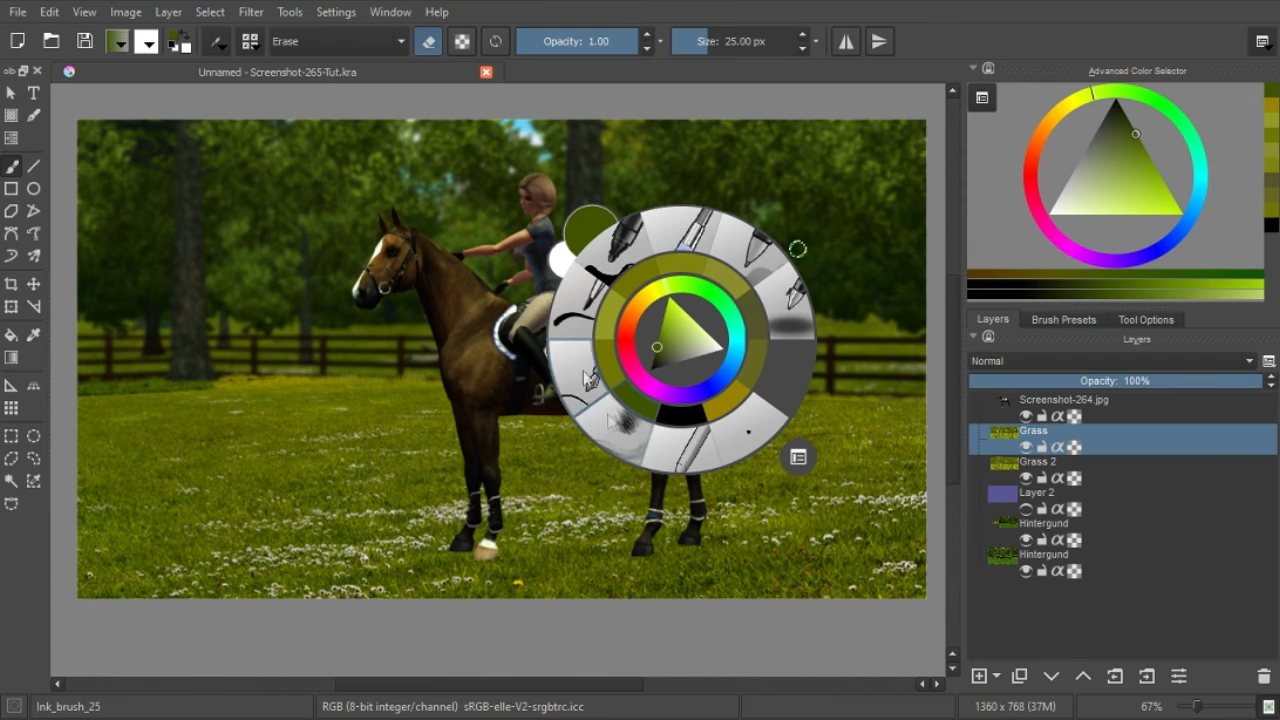 File Edit View Image Layer Select Filter Tools Settings Window Help
Erase
Opacity: 1.00
Size: 25.00 px
Unnamed - Screenshot-265-Tut.kra
Advanced Color Selector
Layers Brush Presets Tool Options
Layers
Normal
Opacity: 100%
Screenshot-264.jpg
Grass
Grass 2
Layer 2
Hintergund
Hintergund
Ink_brush_25
RGB (8-bit integer/channel) sRGB-elle-V2-srgbtrc.icc
1360 x 768 (37M)
67%